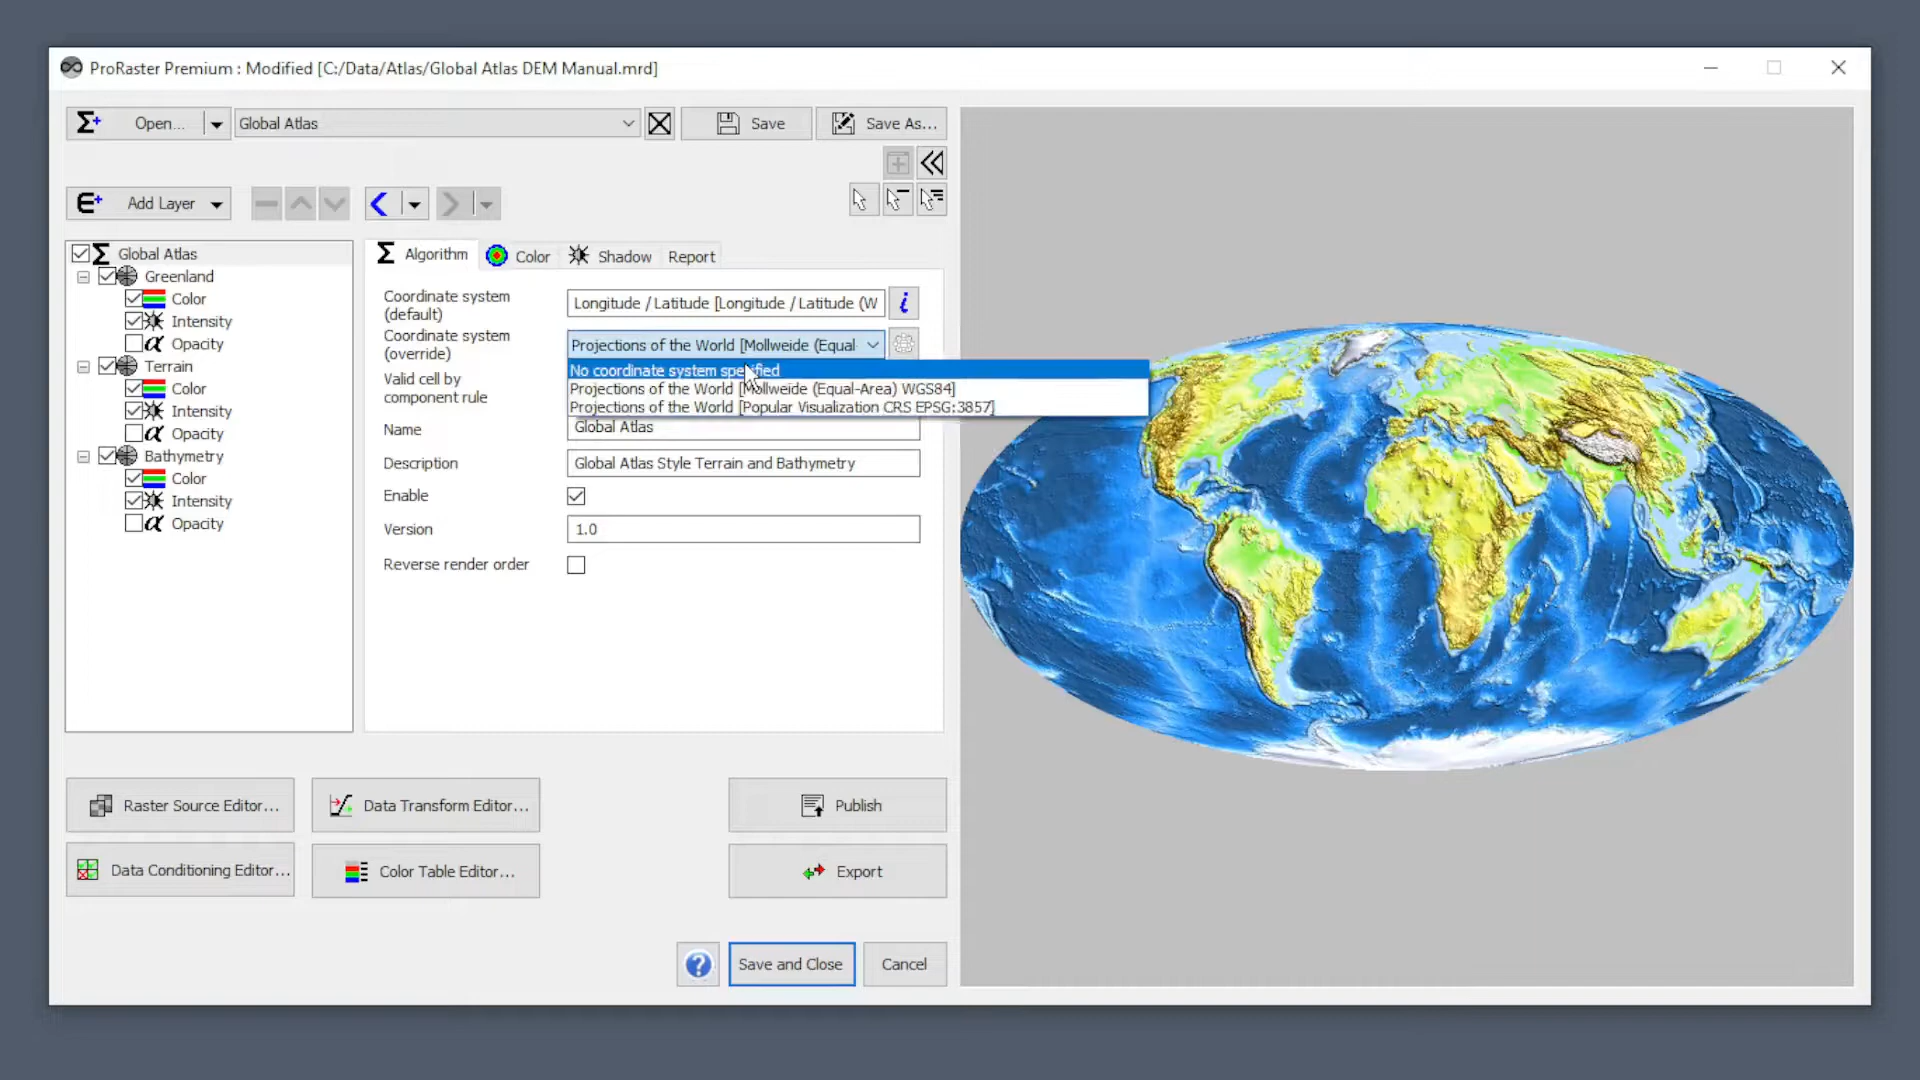 ProRaster Premium : Modified [C:/Data/Atlas/Global Atlas DEM Manual.mrd]
Open... Global Atlas Save Save As...
Add Layer
Global Atlas
Greenland
Color
Intensity
Opacity
Terrain
Color
Intensity
Opacity
Bathymetry
Color
Intensity
Opacity
Algorithm Color Shadow Report
Coordinate system (default) Longitude / Latitude [Longitude / Latitude (W
Coordinate system (override) Projections of the World [Mollweide (Equal-
No coordinate system specified
Projections of the World [Mollweide (Equal-Area) WGS84]
Projections of the World [Popular Visualization CRS EPSG:3857]
Valid cell by component rule
Name Global Atlas
Description Global Atlas Style Terrain and Bathymetry
Enable
Version 1.0
Reverse render order
Raster Source Editor... Data Transform Editor... Publish
Data Conditioning Editor... Color Table Editor... Export
Save and Close Cancel